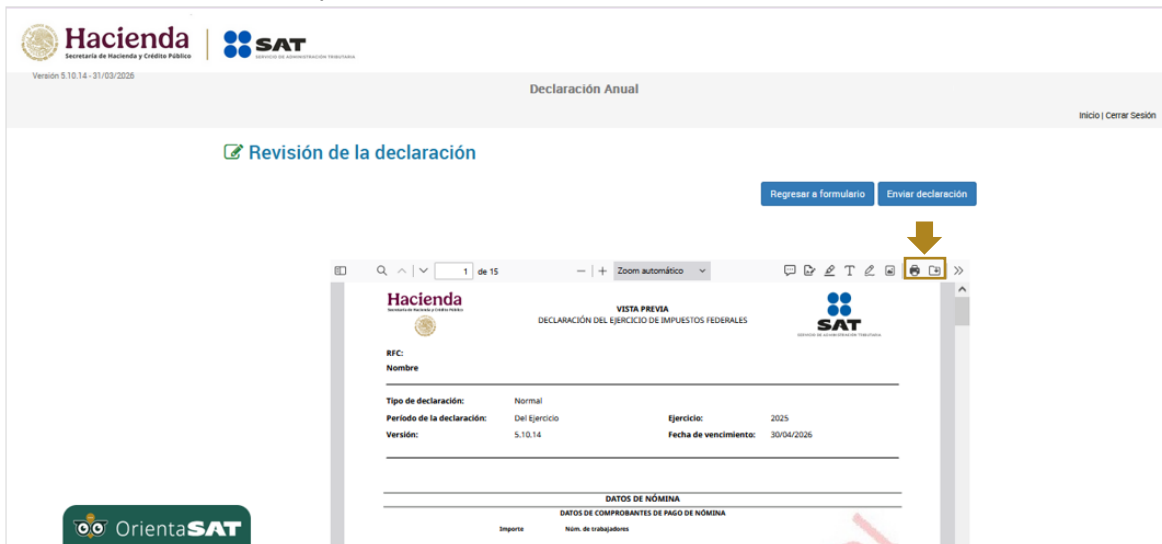 Hacienda
Secretaría de Hacienda y Crédito Público
SAT
SERVICIO DE ADMINISTRACIÓN TRIBUTARIA
Versión 5.10.14 - 31/03/2026
Declaración Anual
Inicio | Cerrar Sesión
Revisión de la declaración
Regresar a formulario Enviar declaración
1 de 15 Zoom automático
Hacienda
Secretaría de Hacienda y Crédito Público
VISTA PREVIA
DECLARACIÓN DEL EJERCICIO DE IMPUESTOS FEDERALES
SAT
SERVICIO DE ADMINISTRACIÓN TRIBUTARIA
RFC:
Nombre
Tipo de declaración: Normal
Período de la declaración: Del Ejercicio Ejercicio: 2025
Versión: 5.10.14 Fecha de vencimiento: 30/04/2026
DATOS DE NÓMINA
DATOS DE COMPROBANTES DE PAGO DE NÓMINA
Importe Núm. de trabajadores
OrientaSAT